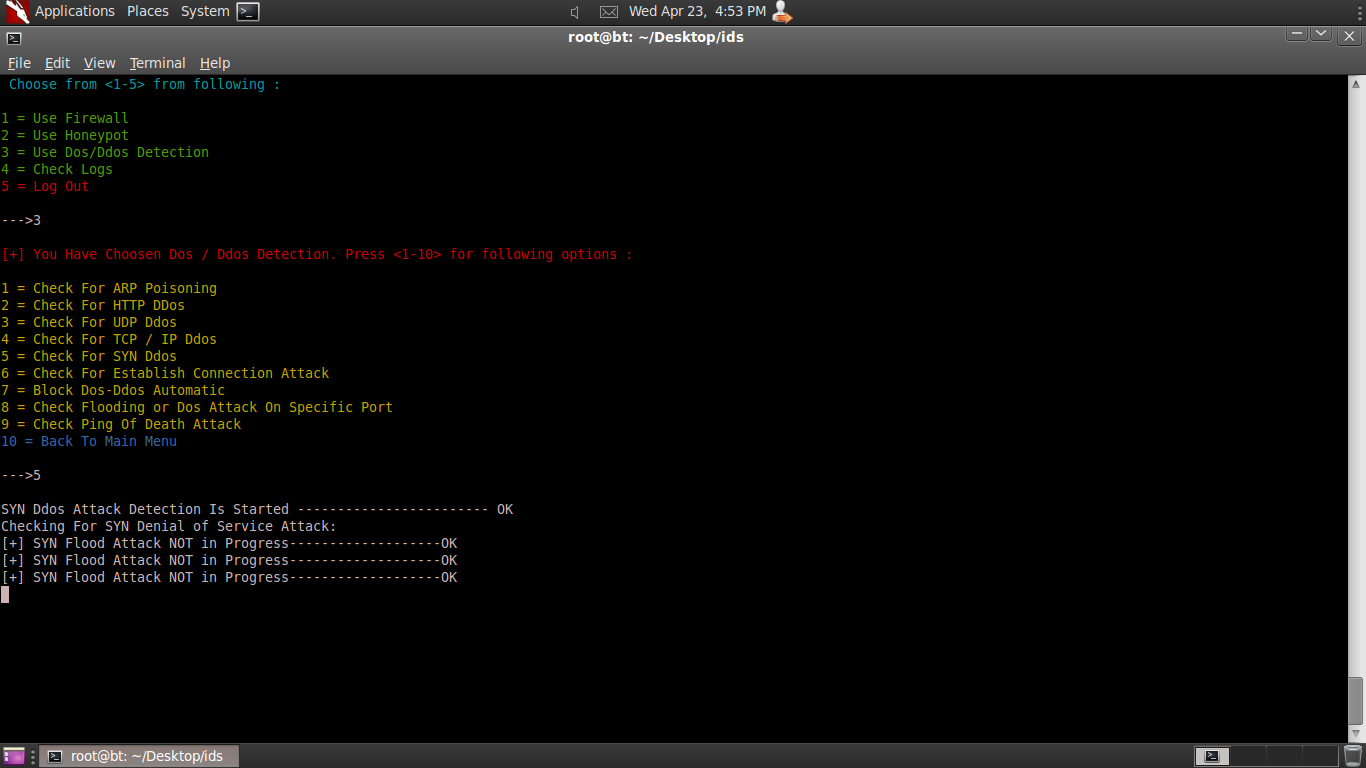 Applications Places System
Wed Apr 23, 4:53 PM
root@bt: ~/Desktop/ids
File Edit View Terminal Help
Choose from <1-5> from following :
1 = Use Firewall
2 = Use Honeypot
3 = Use Dos/Ddos Detection
4 = Check Logs
5 = Log Out
--->3
[+] You Have Choosen Dos / Ddos Detection. Press <1-10> for following options :
1 = Check For ARP Poisoning
2 = Check For HTTP DDos
3 = Check For UDP Ddos
4 = Check For TCP / IP Ddos
5 = Check For SYN Ddos
6 = Check For Establish Connection Attack
7 = Block Dos-Ddos Automatic
8 = Check Flooding or Dos Attack On Specific Port
9 = Check Ping Of Death Attack
10 = Back To Main Menu
--->5
SYN Ddos Attack Detection Is Started ------------------------ OK
Checking For SYN Denial of Service Attack:
[+] SYN Flood Attack NOT in Progress-------------------OK
[+] SYN Flood Attack NOT in Progress-------------------OK
[+] SYN Flood Attack NOT in Progress-------------------OK
root@bt: ~/Desktop/ids